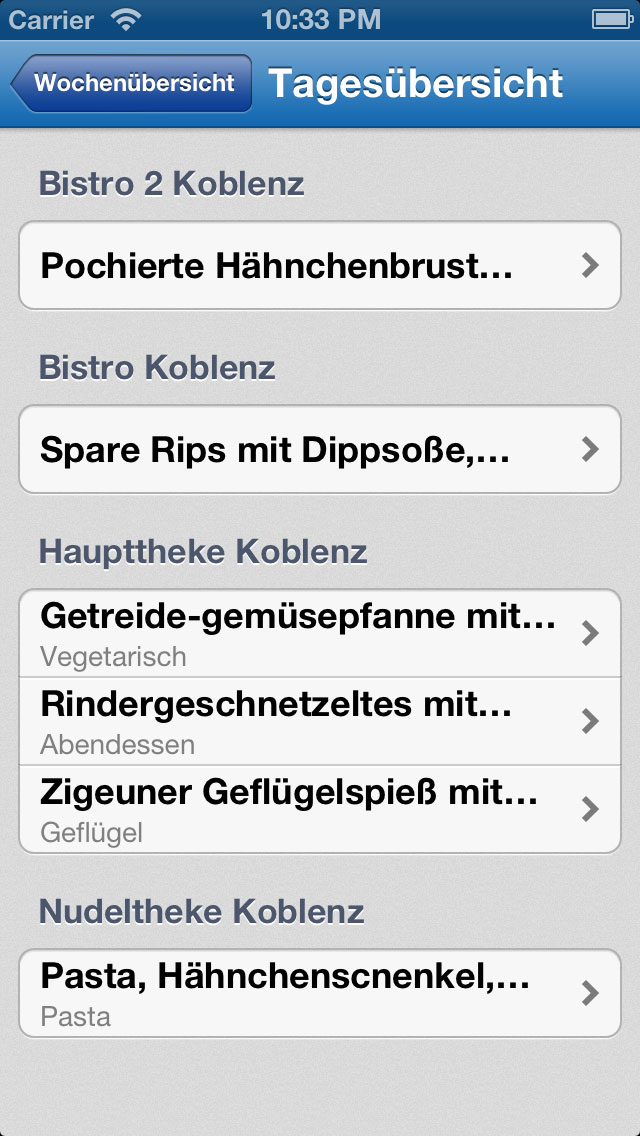 Carrier 10:33 PM
Wochenübersicht Tagesübersicht
Bistro 2 Koblenz
Pochierte Hähnchenbrust...
Bistro Koblenz
Spare Rips mit Dippsoße,...
Haupttheke Koblenz
Getreide-gemüsepfanne mit...
Vegetarisch
Rindergeschnetzeltes mit...
Abendessen
Zigeuner Geflügelspieß mit...
Geflügel
Nudeltheke Koblenz
Pasta, Hähnchenscnenkel,...
Pasta